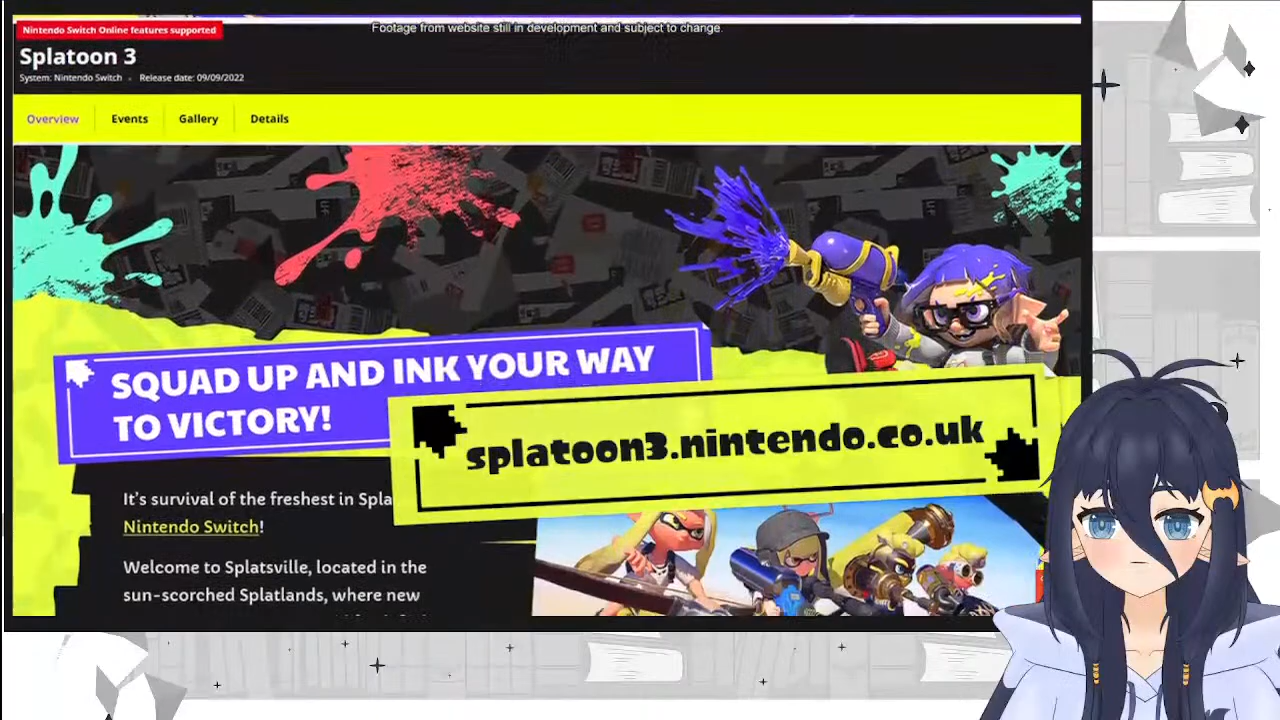 Footage from website still in development and subject to change.
Nintendo Switch Online features supported
Splatoon 3
System: Nintendo Switch • Release date: 09/09/2022
Overview Events Gallery Details
SQUAD UP AND INK YOUR WAY
TO VICTORY!
splatoon3.nintendo.co.uk
It's survival of the freshest in Spla
Nintendo Switch!
Welcome to Splatsville, located in the
sun-scorched Splatlands, where new